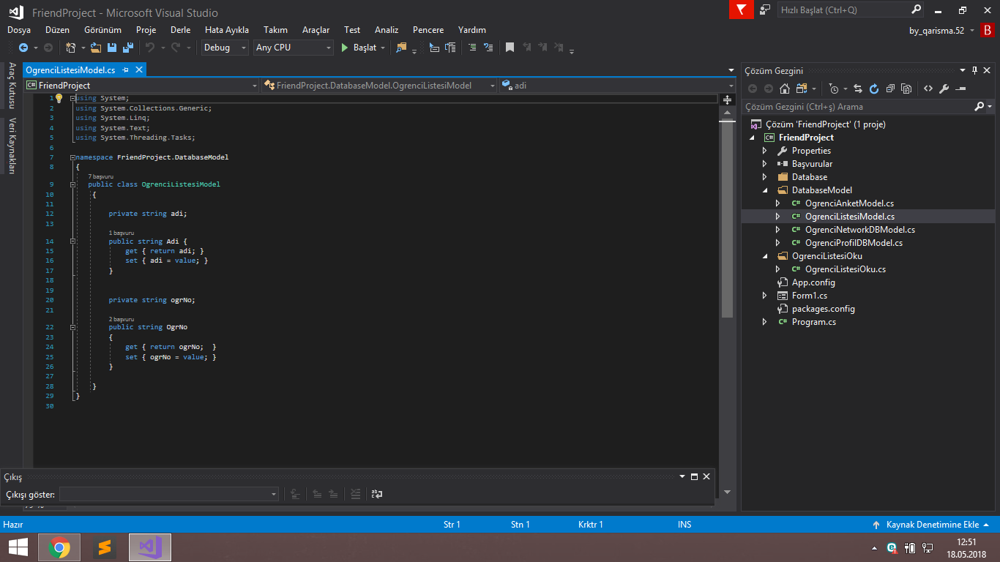 FriendProject - Microsoft Visual Studio
Hızlı Başlat (Ctrl+Q)
Dosya Düzen Görünüm Proje Derle Hata Ayıkla Takım Araçlar Test Analiz Pencere Yardım
by_qarisma.52 B
Debug Any CPU Başlat
Araç Kutusu
Veri Kaynakları
OgrenciListesiModel.cs
FriendProject FriendProject.DatabaseModel.OgrenciListesiModel adi
1 using System;
2 using System.Collections.Generic;
3 using System.Linq;
4 using System.Text;
5 using System.Threading.Tasks;
6
7 namespace FriendProject.DatabaseModel
8 {
7 başvuru
9 public class OgrenciListesiModel
10 {
11
12 private string adi;
13
1 başvuru
14 public string Adi {
15 get { return adi; }
16 set { adi = value; }
17 }
18
19
20 private string ogrNo;
21
2 başvuru
22 public string OgrNo
23 {
24 get { return ogrNo; }
25 set { ogrNo = value; }
26 }
27
28 }
29 }
30
Çıkış
Çıkışı göster:
Çözüm Gezgini
Çözüm Gezgini (Ctrl+ş) Arama
Çözüm 'FriendProject' (1 proje)
C# FriendProject
Properties
Başvurular
Database
DatabaseModel
C# OgrenciAnketModel.cs
C# OgrenciListesiModel.cs
C# OgrenciNetworkDBModel.cs
C# OgrenciProfilDBModel.cs
OgrenciListesiOku
C# OgrenciListesiOku.cs
App.config
Form1.cs
packages.config
C# Program.cs
Hazır Str 1 Stn 1 Krktr 1 INS Kaynak Denetimine Ekle
12:51
18.05.2018